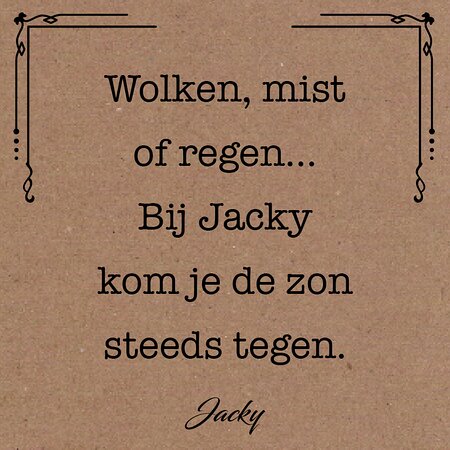 Wolken, mist
of regen...
Bij Jacky
kom je de zon
steeds tegen.
Jacky